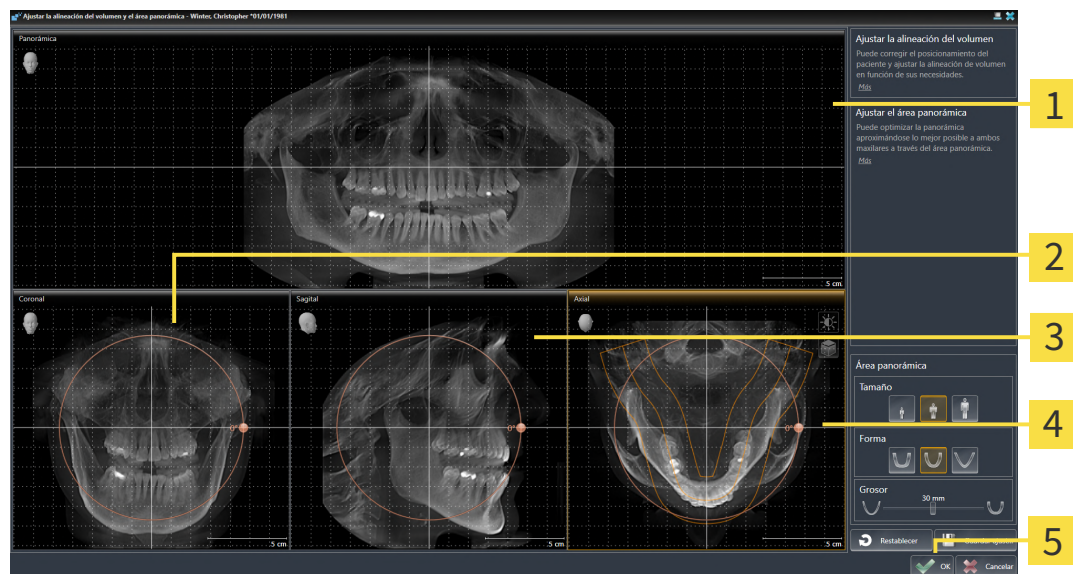 Ajustar la alineación del volumen y el área panorámica - Winter, Christopher *01/01/1981
Panorámica
5 cm
Ajustar la alineación del volumen
Puede corregir el posicionamiento del
paciente y ajustar la alineación de volumen
en función de sus necesidades.
Más
1
Ajustar el área panorámica
Puede optimizar la panorámica
aproximándose lo mejor posible a ambos
maxilares a través del área panorámica.
Más
2
Coronal
0°
5 cm
Sagital
0°
5 cm
Axial
0°
5 cm
3
Área panorámica
Tamaño
4
Forma
Grosor
30 mm
Restablecer
5
OK
Cancelar